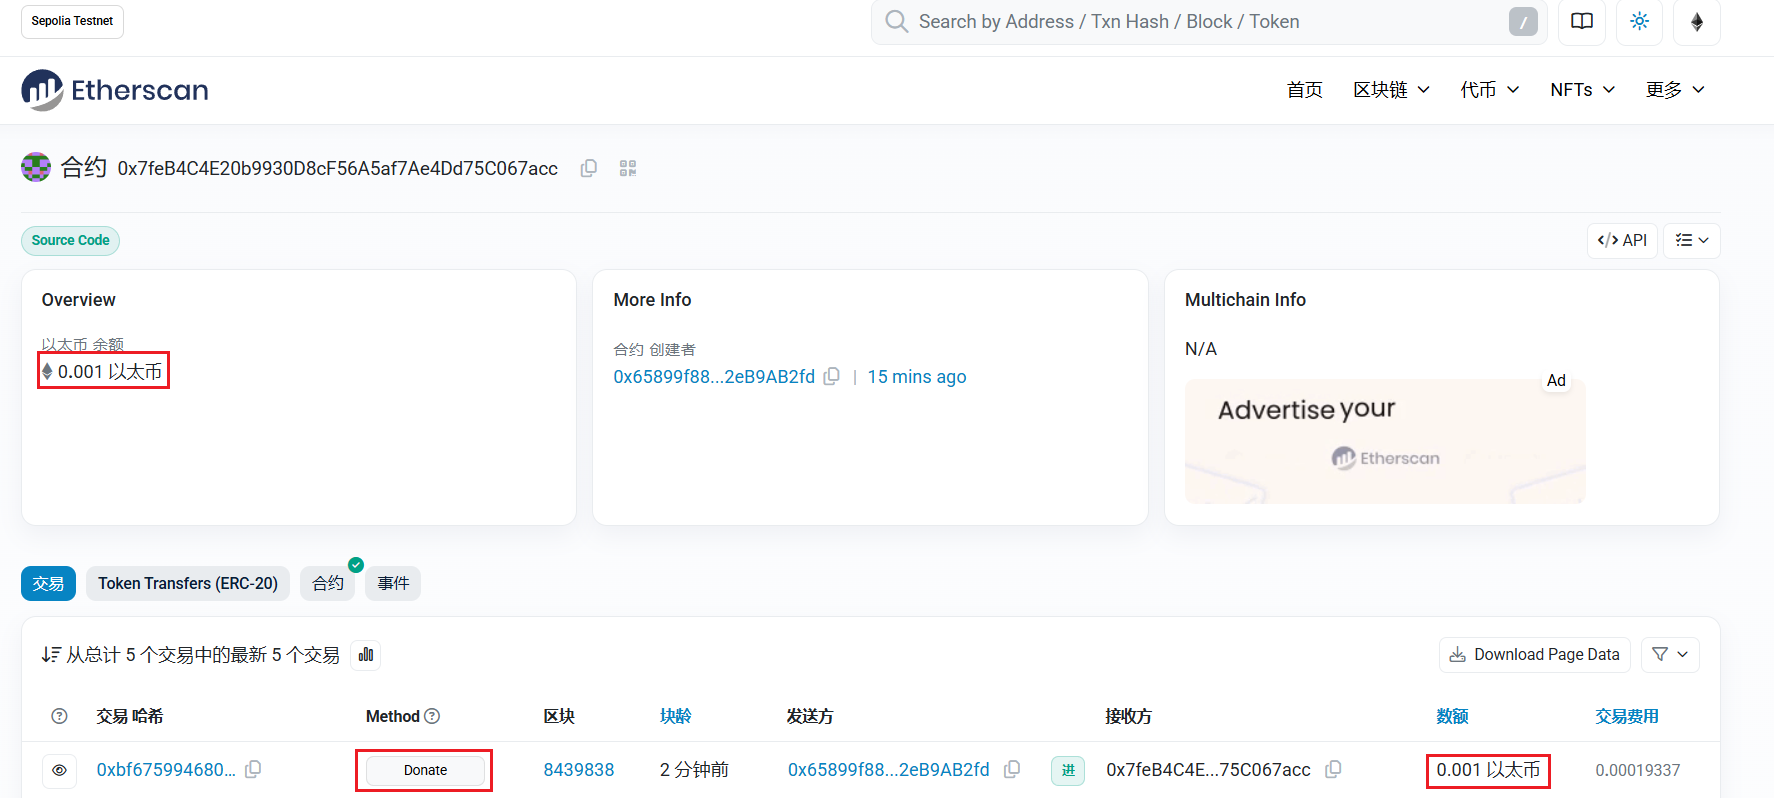 Sepolia Testnet
Search by Address / Txn Hash / Block / Token
/
Etherscan
首页 区块链 代币 NFTs 更多
合约 0x7feB4C4E20b9930D8cF56A5af7Ae4Dd75C067acc
Source Code
</> API
Overview
以太币 余额
0.001 以太币
More Info
合约 创建者
0x65899f88...2eB9AB2fd | 15 mins ago
Multichain Info
N/A
Ad
Advertise your
Etherscan
交易 Token Transfers (ERC-20) 合约 事件
从总计 5 个交易中的最新 5 个交易
Download Page Data
交易 哈希 Method 区块 块龄 发送方 接收方 数额 交易费用
0xbf675994680... Donate 8439838 2 分钟前 0x65899f88...2eB9AB2fd 进 0x7feB4C4E...75C067acc 0.001 以太币 0.00019337